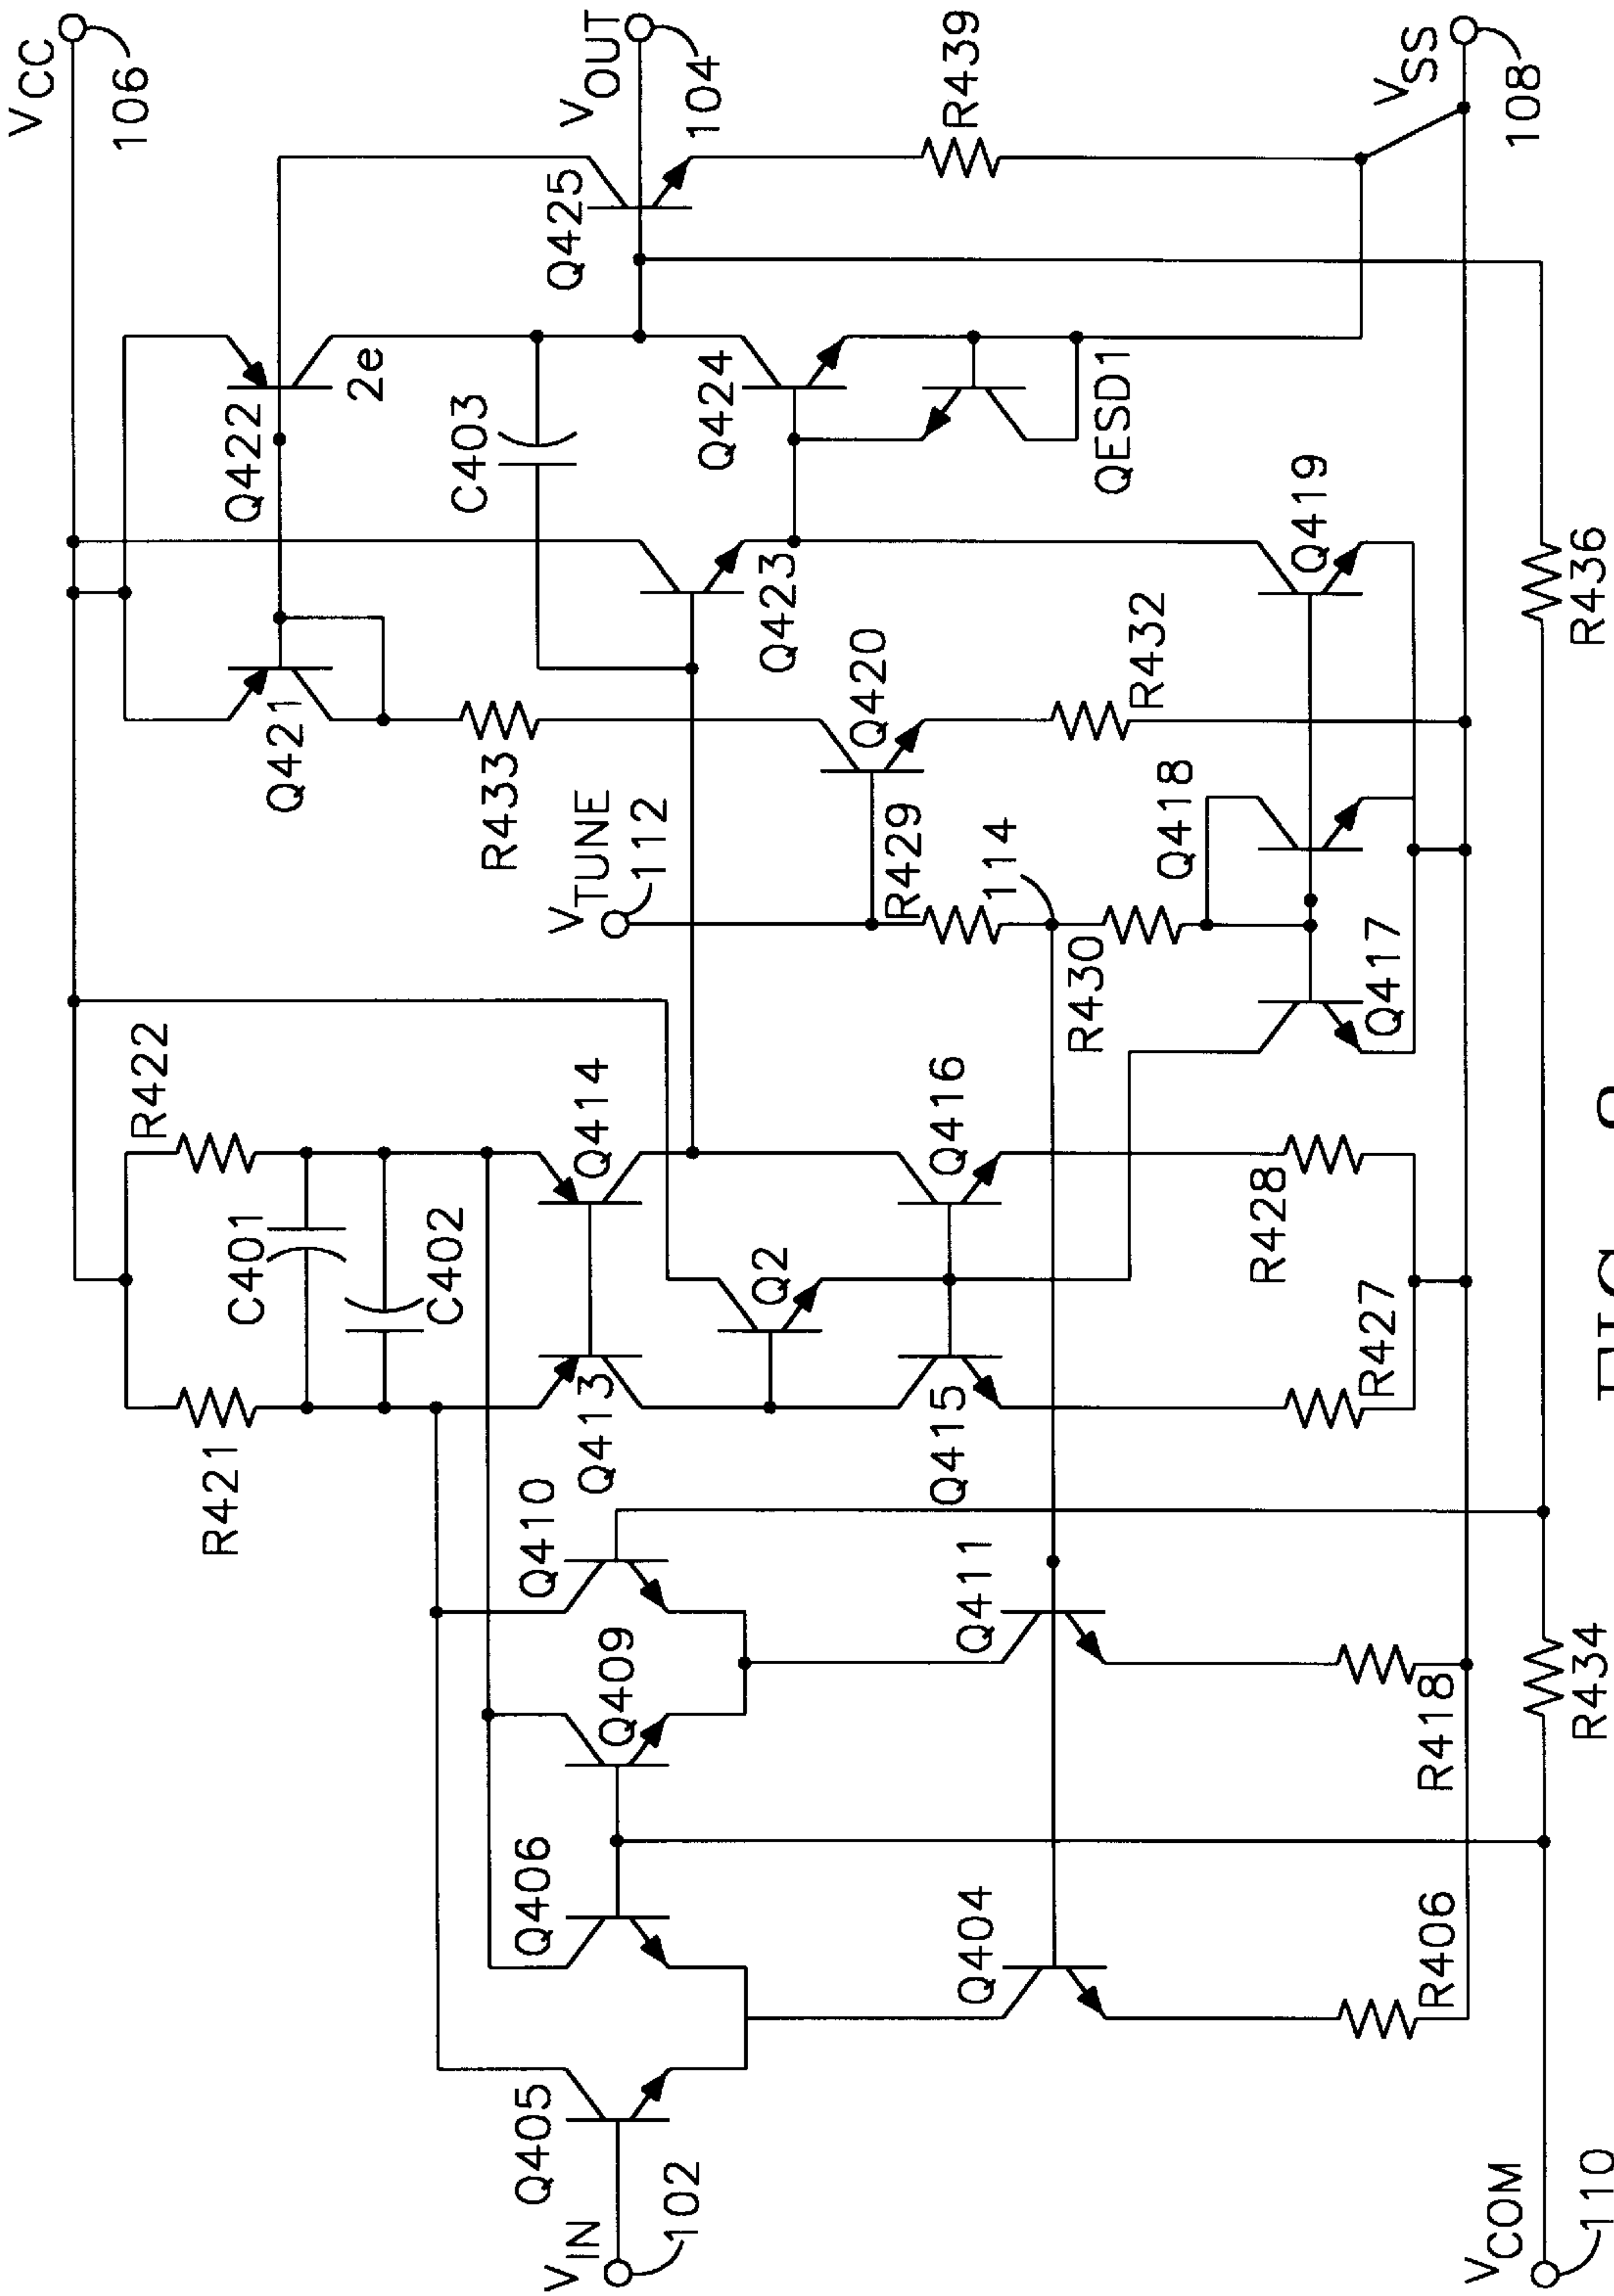 VCC
106
R422
R421
C401
C402
Q421
Q422
2e
R433
C403
Q425
VOUT
104
R439
Q414
Q413
Q410
Q409
Q406
Q405
VIN
102
Q2
VTUNE
112
Q420
Q423
Q424
QESD1
Q416
Q415
R429
114
R430
Q418
R432
Q419
Q417
Q411
Q404
R428
R427
R418
R406
VSS
108
VCOM
110
R434
R436